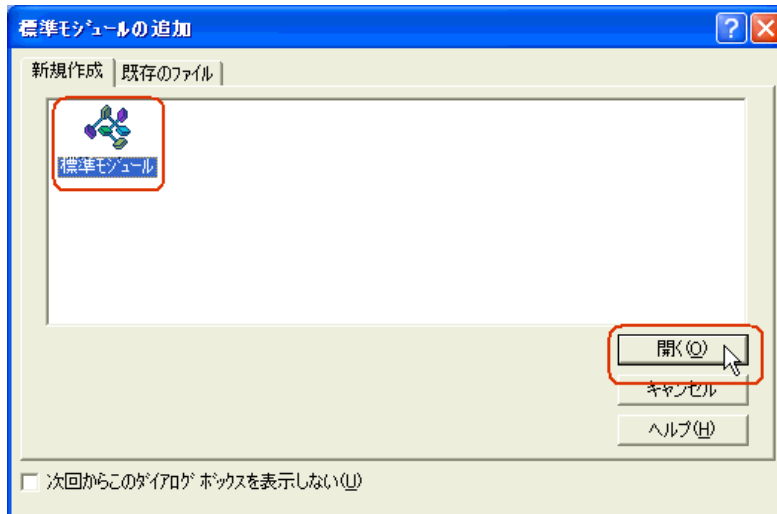 標準ﾓｼﾞｭｰﾙの追加
新規作成 既存のﾌｧｲﾙ
標準ﾓｼﾞｭｰﾙ
開く(O)
ｷｬﾝｾﾙ
ﾍﾙﾌﾟ(H)
次回からこのﾀﾞｲｱﾛｸﾞ ﾎﾞｯｸｽを表示しない(U)